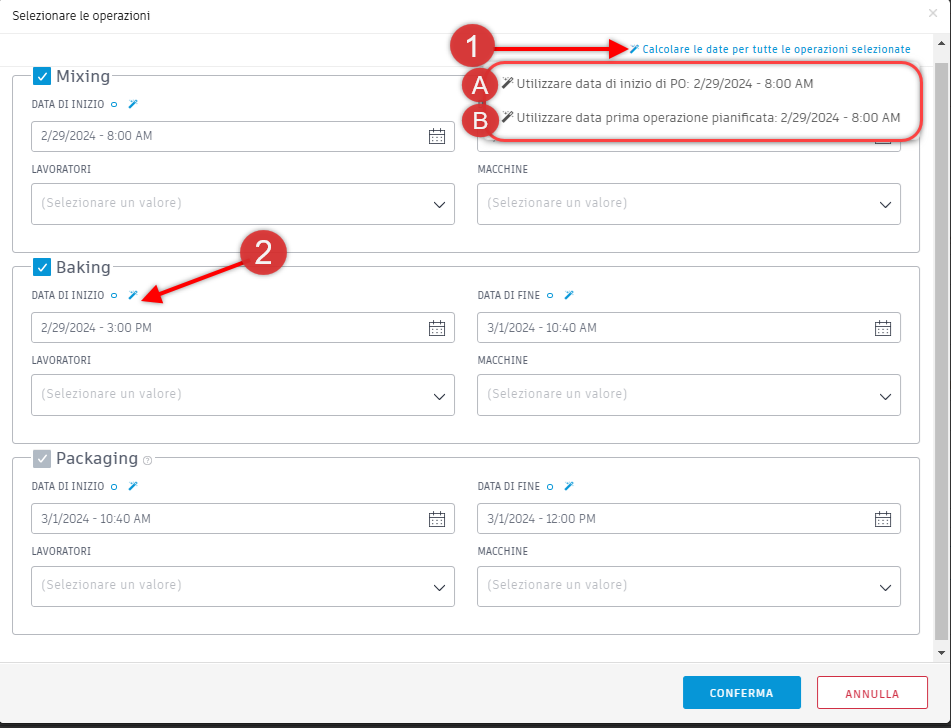 Selezionare le operazioni
1
Calcolare le date per tutte le operazioni selezionate
Mixing
A
Utilizzare data di inizio di PO: 2/29/2024 - 8:00 AM
DATA DI INIZIO
B
Utilizzare data prima operazione pianificata: 2/29/2024 - 8:00 AM
2/29/2024 - 8:00 AM
LAVORATORI
MACCHINE
(Selezionare un valore)
(Selezionare un valore)
2
Baking
DATA DI INIZIO
DATA DI FINE
2/29/2024 - 3:00 PM
3/1/2024 - 10:40 AM
LAVORATORI
MACCHINE
(Selezionare un valore)
(Selezionare un valore)
Packaging
DATA DI INIZIO
DATA DI FINE
3/1/2024 - 10:40 AM
3/1/2024 - 12:00 PM
LAVORATORI
MACCHINE
(Selezionare un valore)
(Selezionare un valore)
CONFERMA
ANNULLA